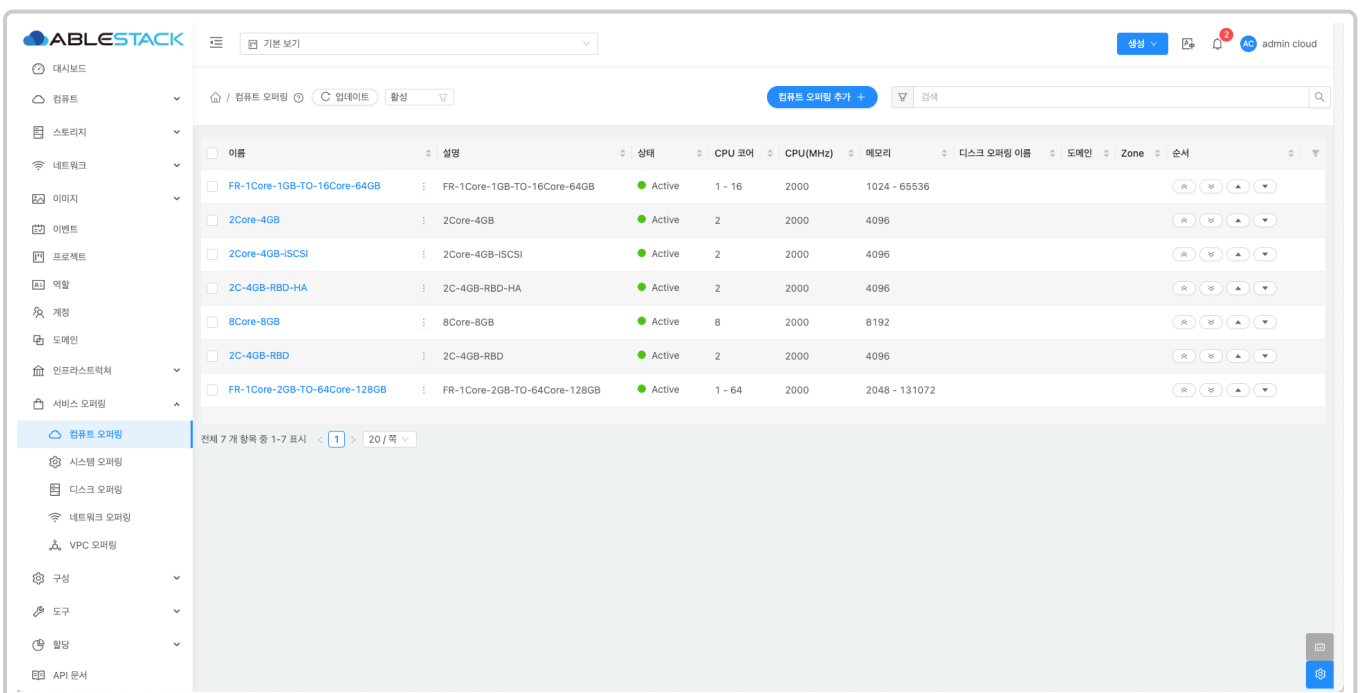 ABLESTACK
기본 보기
생성
2
AC
admin cloud
대시보드
컴퓨트
스토리지
네트워크
이미지
이벤트
프로젝트
역할
계정
도메인
인프라스트럭쳐
서비스 오퍼링
컴퓨트 오퍼링
시스템 오퍼링
디스크 오퍼링
네트워크 오퍼링
VPC 오퍼링
구성
도구
할당
API 문서
/ 컴퓨트 오퍼링 업데이트 활성 컴퓨트 오퍼링 추가 + 검색
이름 설명 상태 CPU 코어 CPU(MHz) 메모리 디스크 오퍼링 이름 도메인 Zone 순서
FR-1Core-1GB-TO-16Core-64GB FR-1Core-1GB-TO-16Core-64GB Active 1 - 16 2000 1024 - 65536
2Core-4GB 2Core-4GB Active 2 2000 4096
2Core-4GB-iSCSI 2Core-4GB-iSCSI Active 2 2000 4096
2C-4GB-RBD-HA 2C-4GB-RBD-HA Active 2 2000 4096
8Core-8GB 8Core-8GB Active 8 2000 8192
2C-4GB-RBD 2C-4GB-RBD Active 2 2000 4096
FR-1Core-2GB-TO-64Core-128GB FR-1Core-2GB-TO-64Core-128GB Active 1 - 64 2000 2048 - 131072
전체 7 개 항목 중 1-7 표시 < 1 > 20 / 쪽